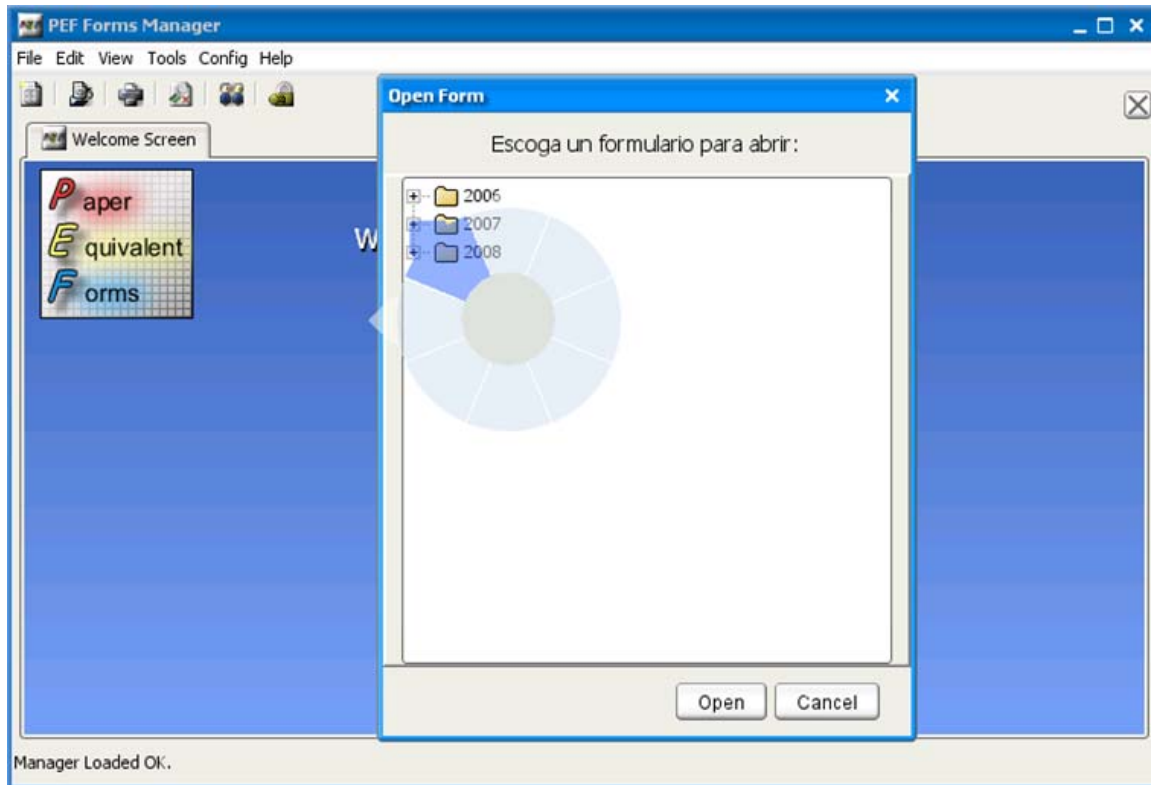 PEF Forms Manager
File Edit View Tools Config Help
Open Form
Welcome Screen
Escoga un formulario para abrir:
Paper
Equivalent
Forms
W
2006
2007
2008
Open Cancel
Manager Loaded OK.